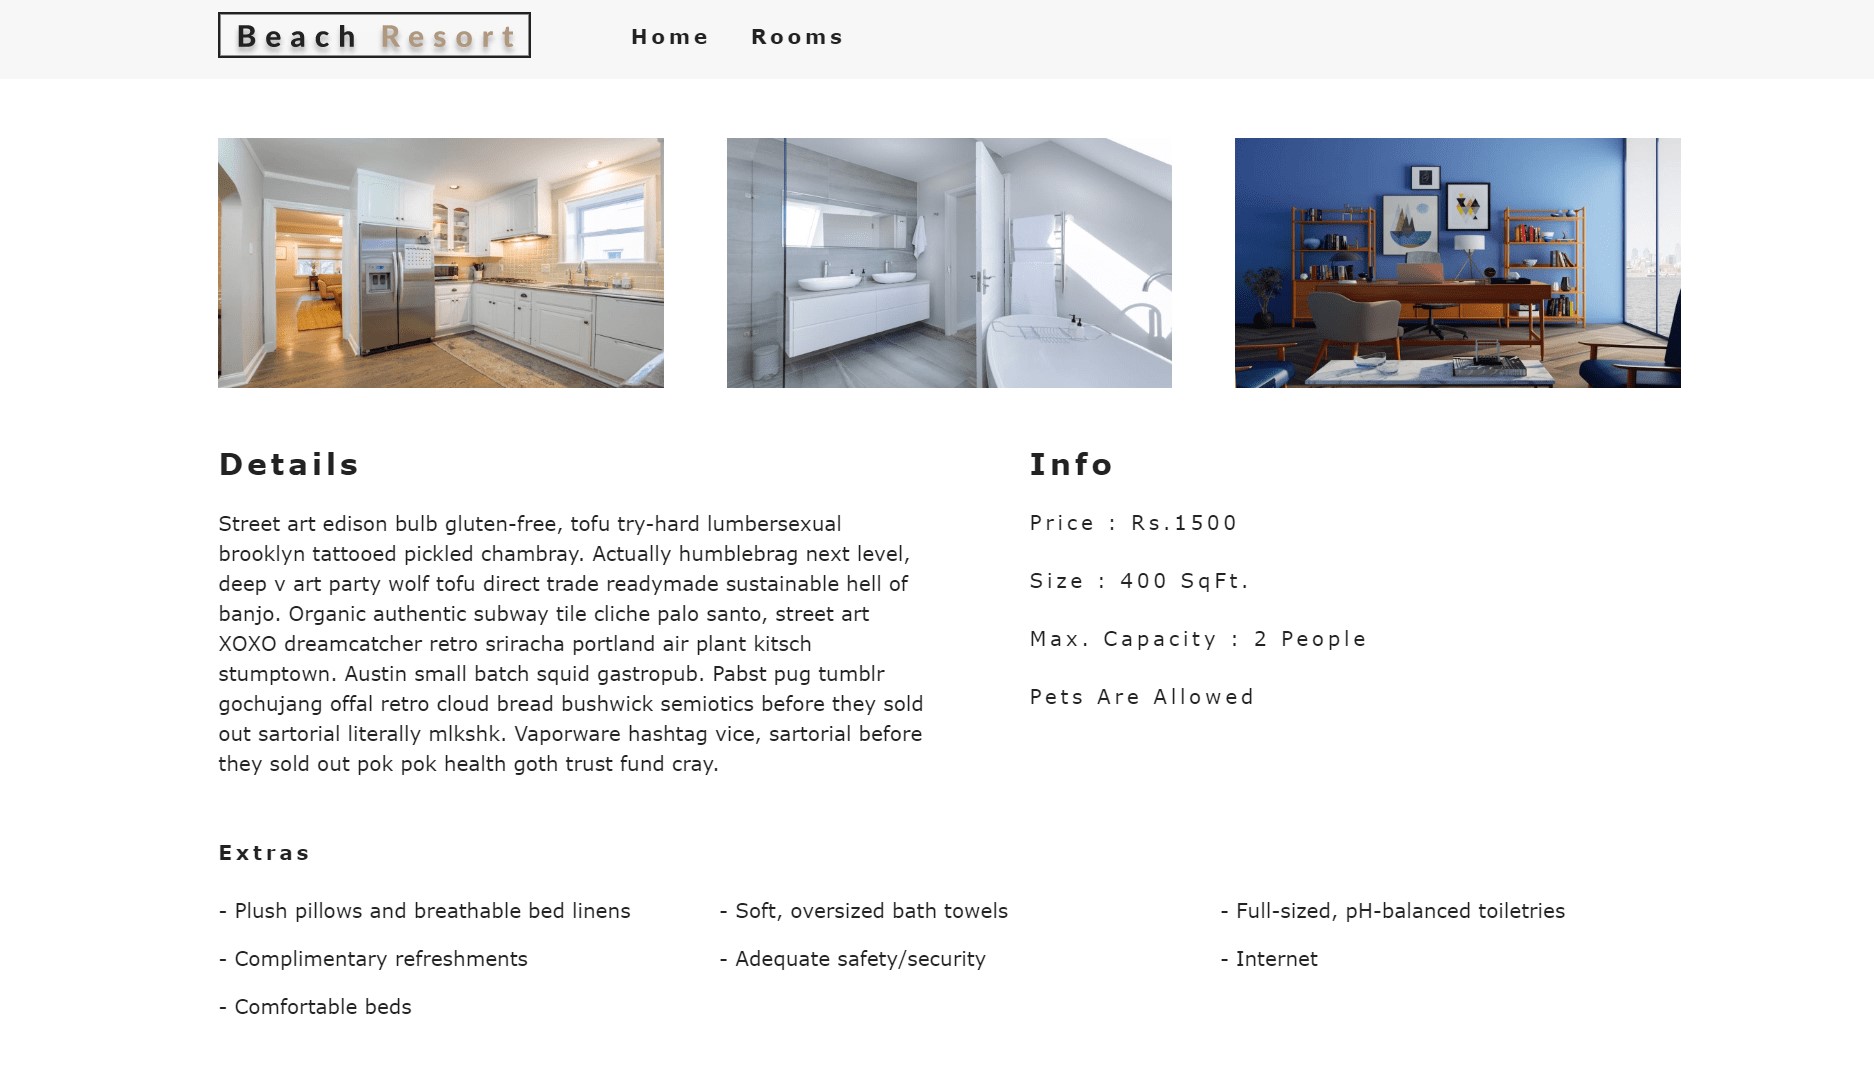 Beach Resort
Home
Rooms
Details
Street art edison bulb gluten-free, tofu try-hard lumbersexual
brooklyn tattooed pickled chambray. Actually humblebrag next level,
deep v art party wolf tofu direct trade readymade sustainable hell of
banjo. Organic authentic subway tile cliche palo santo, street art
XOXO dreamcatcher retro sriracha portland air plant kitsch
stumptown. Austin small batch squid gastropub. Pabst pug tumblr
gochujang offal retro cloud bread bushwick semiotics before they sold
out sartorial literally mlkshk. Vaporware hashtag vice, sartorial before
they sold out pok pok health goth trust fund cray.
Info
Price : Rs.1500
Size : 400 SqFt.
Max. Capacity : 2 People
Pets Are Allowed
Extras
- Plush pillows and breathable bed linens
- Soft, oversized bath towels
- Full-sized, pH-balanced toiletries
- Complimentary refreshments
- Adequate safety/security
- Internet
- Comfortable beds